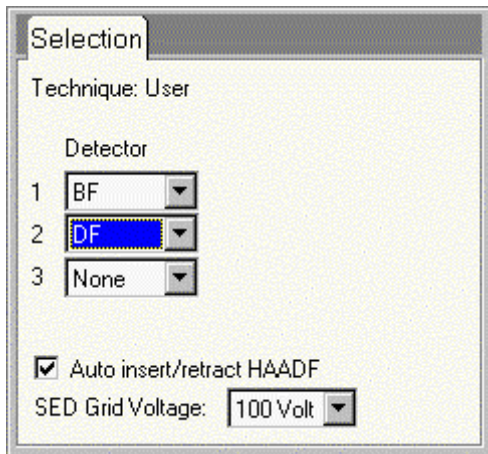 Selection
Technique: User
Detector
1 BF
2 DF
3 None
Auto insert/retract HAADF
SED Grid Voltage: 100 Volt